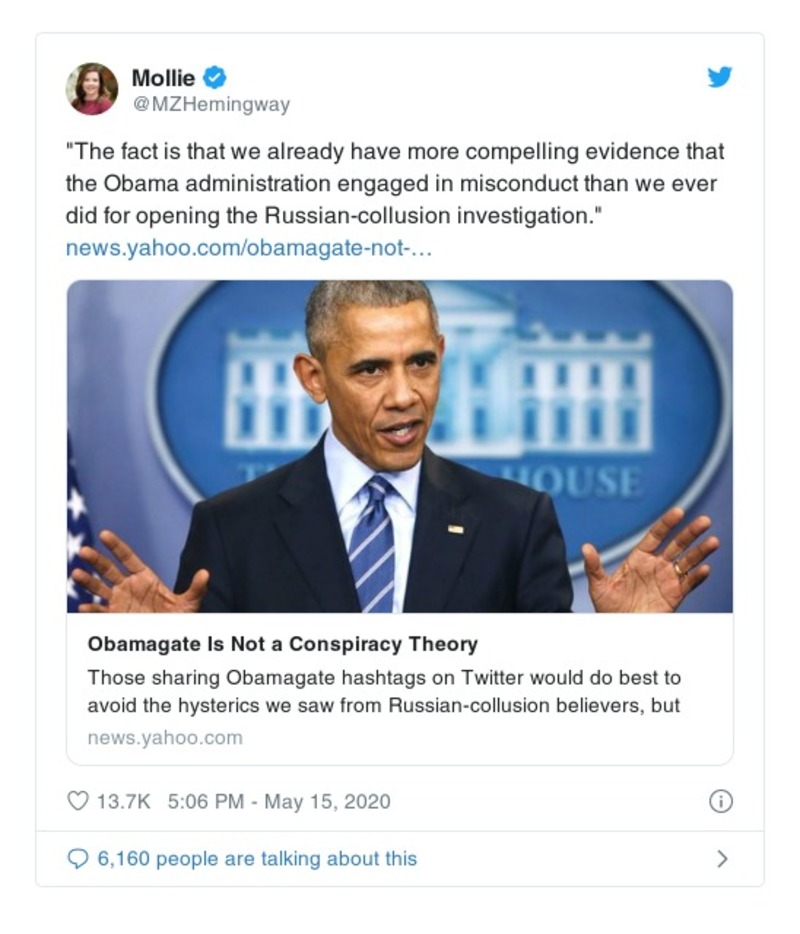 Mollie
@MZHemingway
"The fact is that we already have more compelling evidence that
the Obama administration engaged in misconduct than we ever
did for opening the Russian-collusion investigation."
news.yahoo.com/obamagate-not-…
HOUSE
Obamagate Is Not a Conspiracy Theory
Those sharing Obamagate hashtags on Twitter would do best to
avoid the hysterics we saw from Russian-collusion believers, but
news.yahoo.com
13.7K 5:06 PM - May 15, 2020
6,160 people are talking about this